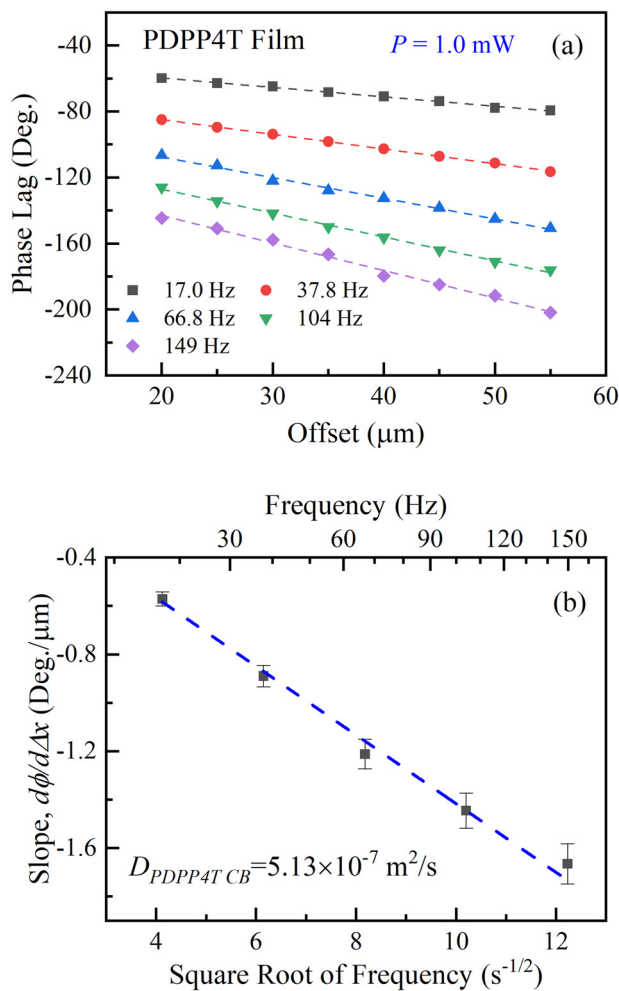 PDPP4T Film
P = 1.0 mW
(a)
Phase Lag (Deg.)
-40
-80
-120
-160
-200
-240
17.0 Hz
37.8 Hz
66.8 Hz
104 Hz
149 Hz
20 30 40 50 60
Offset (μm)
Frequency (Hz)
30 60 90 120 150
(b)
Slope, dϕ/dΔx (Deg./μm)
-0.4
-0.8
-1.2
-1.6
D_PDPP4T CB=5.13×10⁻⁷ m²/s
4 6 8 10 12
Square Root of Frequency (s⁻¹/²)